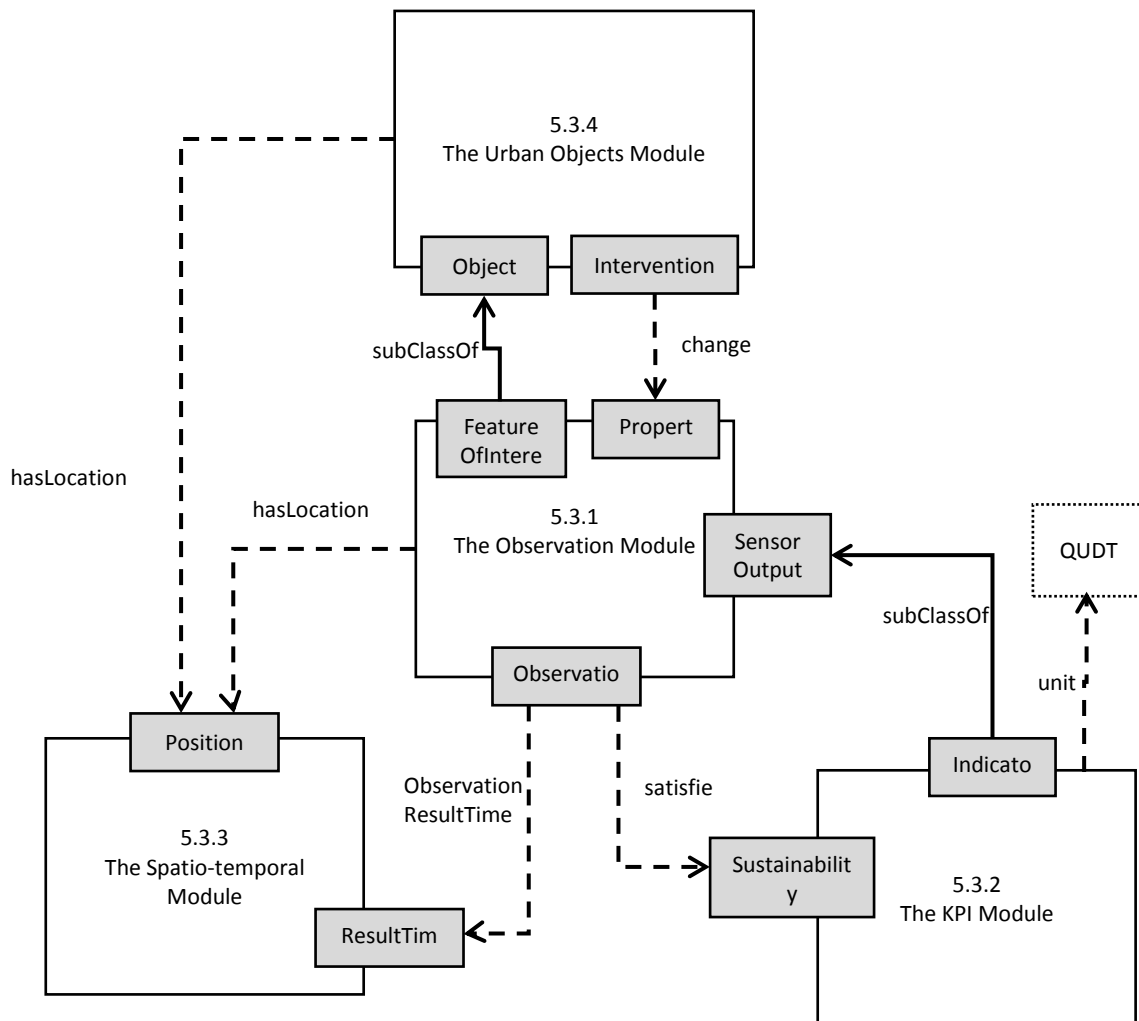 5.3.4
The Urban Objects Module
Object
Intervention
subClassOf
change
Feature
OfIntere
Propert
hasLocation
hasLocation
5.3.1
The Observation Module
Sensor
Output
QUDT
subClassOf
Observatio
unit
Position
Indicato
Observation
ResultTime
satisfie
5.3.3
The Spatio-temporal
Module
Sustainabilit
y
5.3.2
The KPI Module
ResultTim